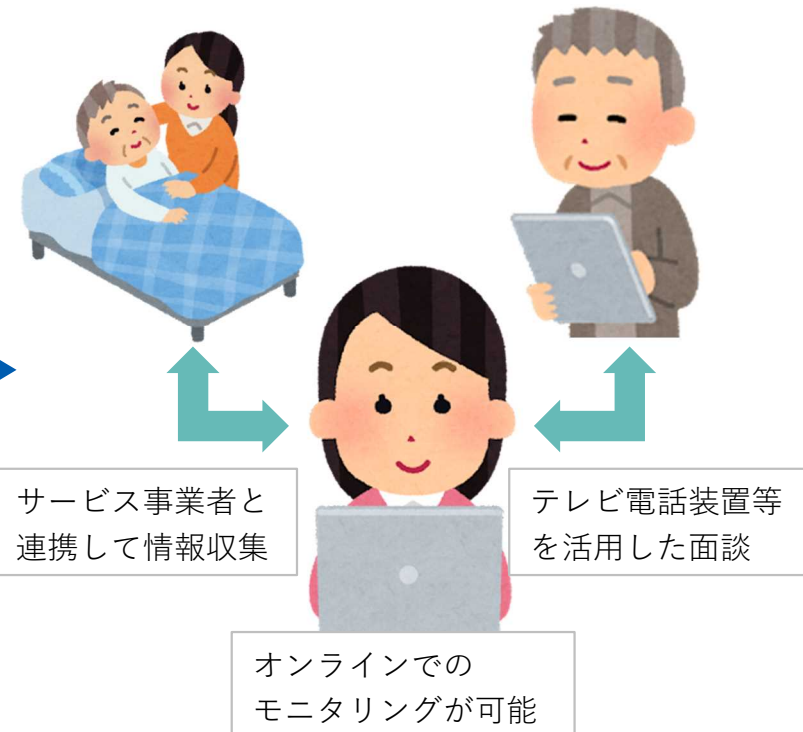 サービス事業者と
連携して情報収集
テレビ電話装置等
を活用した面談
オンラインでの
モニタリングが可能